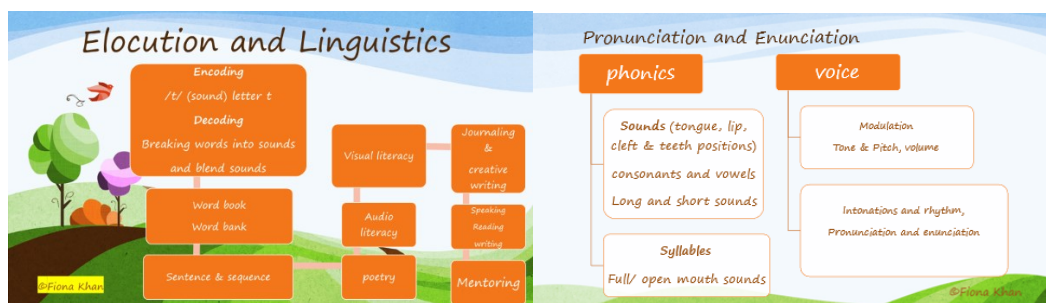 Elocution and Linguistics
Encoding
/t/ (sound) letter t
Decoding
Breaking words into sounds
and blend sounds
Word book
Word bank
Sentence & sequence
poetry
Audio
literacy
Visual literacy
Journaling
&
creative
writing
Speaking
Reading
writing
Mentoring
©Fiona Khan
Pronunciation and Enunciation
phonics
Sounds (tongue, lip,
cleft & teeth positions)
consonants and vowels
Long and short sounds
Syllables
Full/ open mouth sounds
voice
Modulation
Tone & Pitch, volume
Intonations and rhythm,
Pronunciation and enunciation
©Fiona Khan